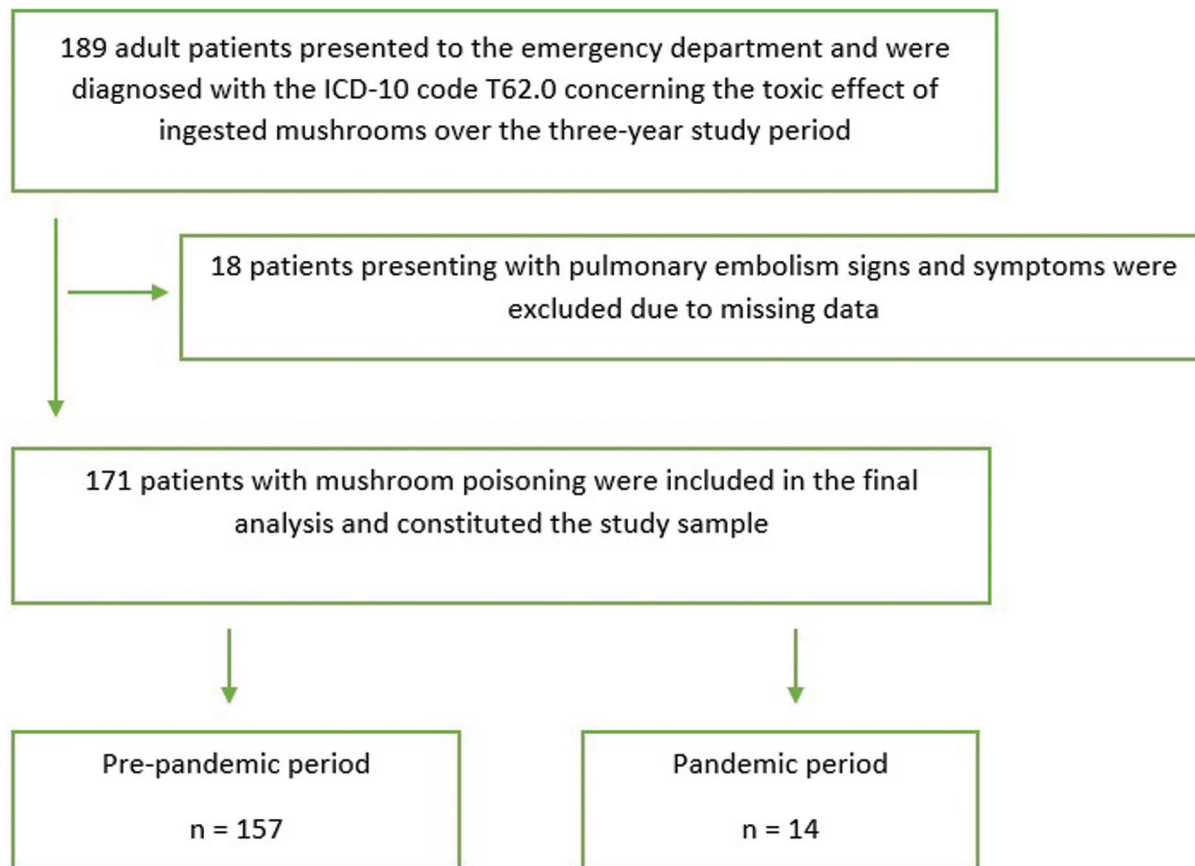 189 adult patients presented to the emergency department and were
diagnosed with the ICD-10 code T62.0 concerning the toxic effect of
ingested mushrooms over the three-year study period
18 patients presenting with pulmonary embolism signs and symptoms were
excluded due to missing data
171 patients with mushroom poisoning were included in the final
analysis and constituted the study sample
Pre-pandemic period
n = 157
Pandemic period
n = 14